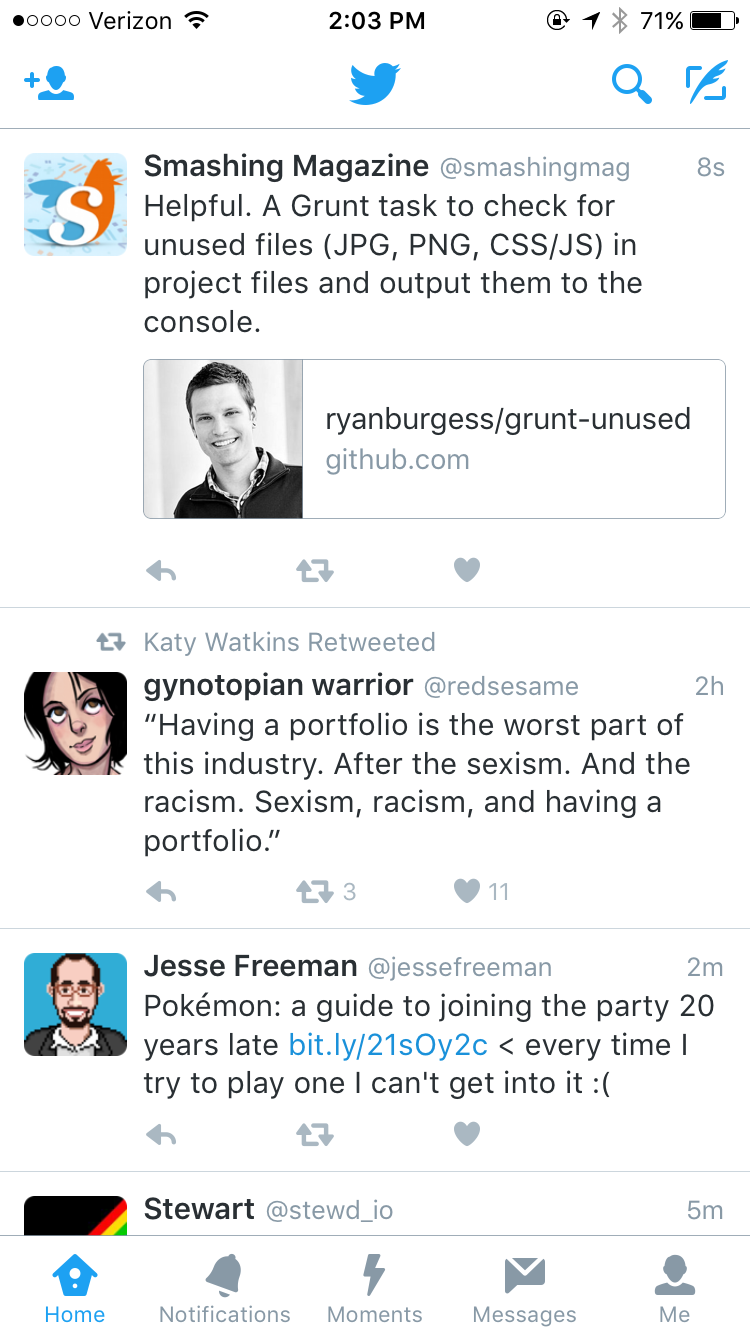 Verizon 2:03 PM 71%
Smashing Magazine @smashingmag 8s
Helpful. A Grunt task to check for
unused files (JPG, PNG, CSS/JS) in
project files and output them to the
console.
S
ryanburgess/grunt-unused
github.com
Katy Watkins Retweeted
gynotopian warrior @redsesame 2h
“Having a portfolio is the worst part of
this industry. After the sexism. And the
racism. Sexism, racism, and having a
portfolio.”
3 11
Jesse Freeman @jessefreeman 2m
Pokémon: a guide to joining the party 20
years late bit.ly/21sOy2c < every time I
try to play one I can't get into it :(
Stewart @stewd_io 5m
Home Notifications Moments Messages Me